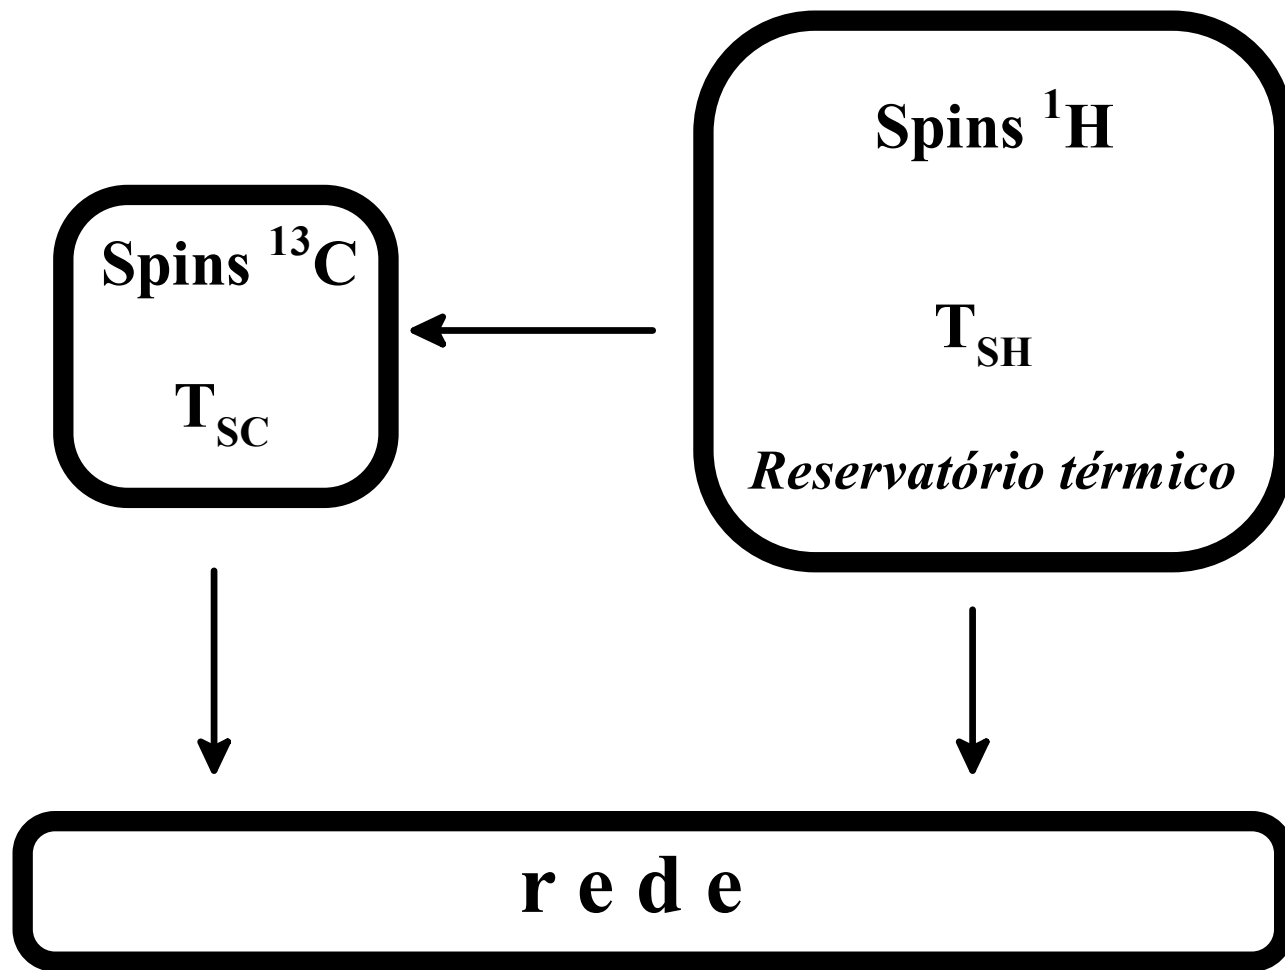 Spins ¹H
Spins ¹³C
T_SH
T_SC
Reservatório térmico
r e d e